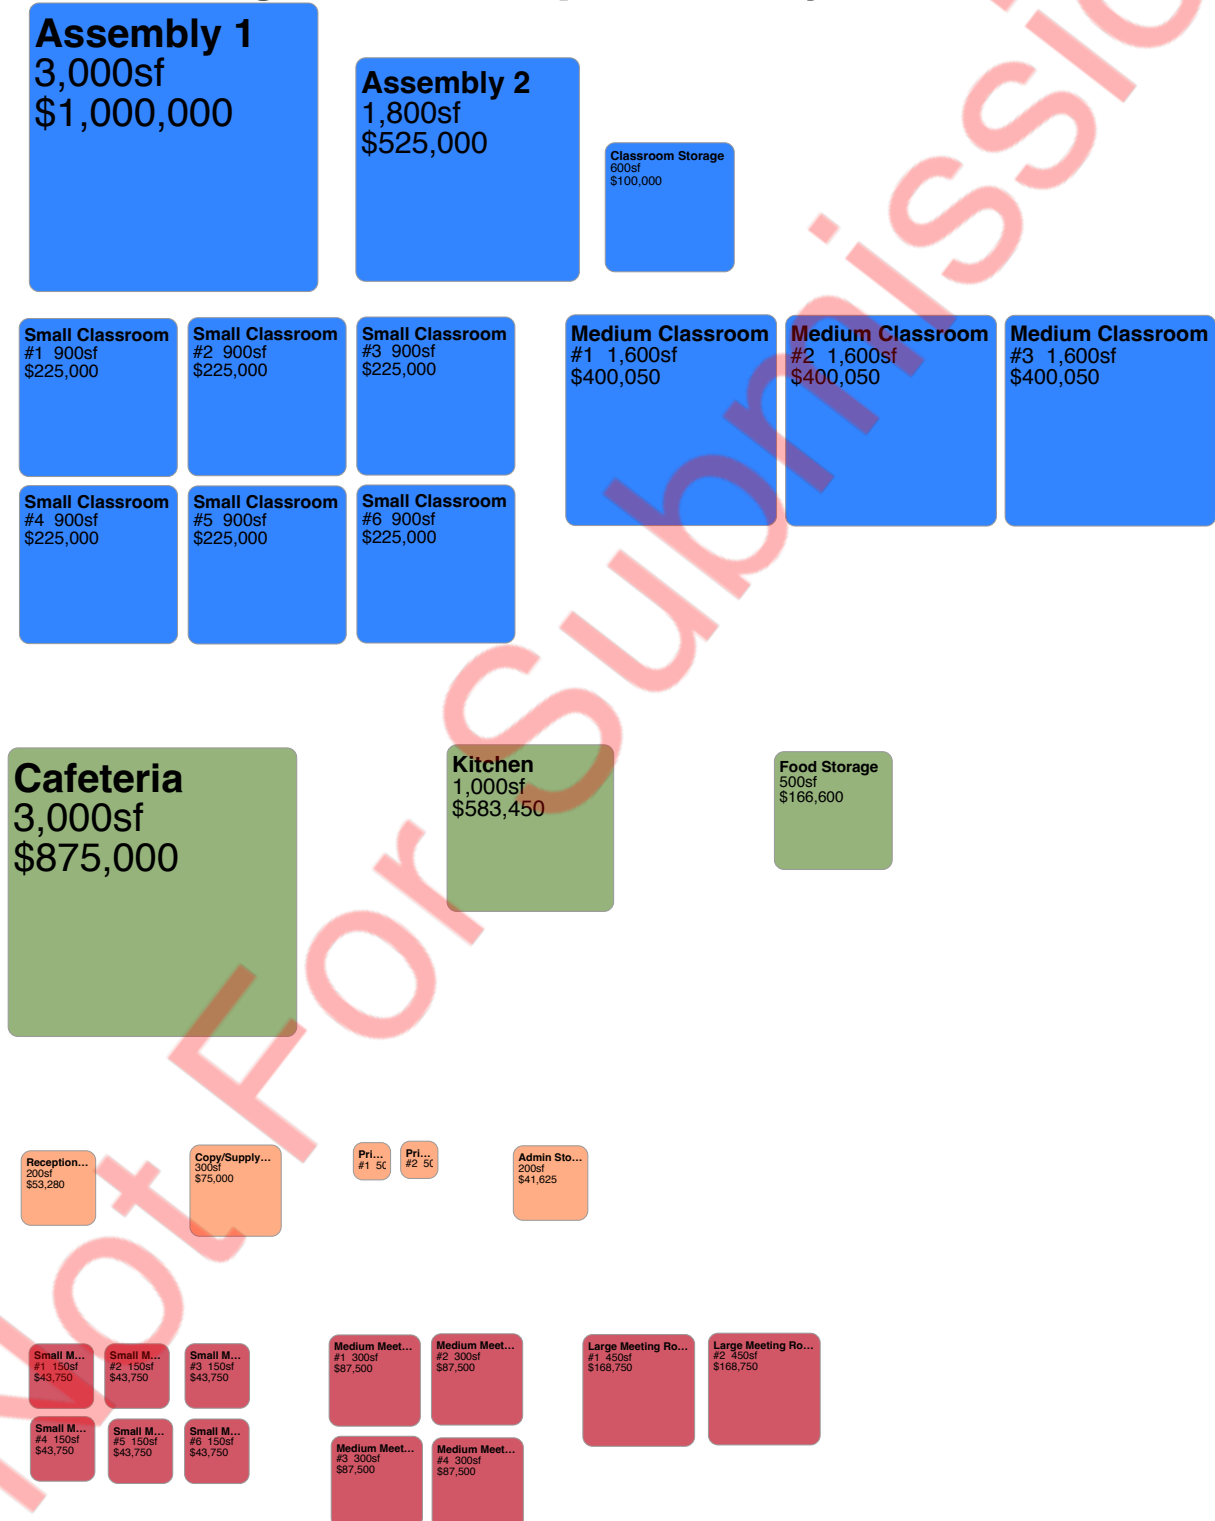 Assembly 1
3,000sf
$1,000,000
Assembly 2
1,800sf
$525,000
Classroom Storage
600sf
$100,000
Small Classroom
#1 900sf
$225,000
Small Classroom
#2 900sf
$225,000
Small Classroom
#3 900sf
$225,000
Medium Classroom
#1 1,600sf
$400,050
Medium Classroom
#2 1,600sf
$400,050
Medium Classroom
#3 1,600sf
$400,050
Small Classroom
#4 900sf
$225,000
Small Classroom
#5 900sf
$225,000
Small Classroom
#6 900sf
$225,000
Cafeteria
3,000sf
$875,000
Kitchen
1,000sf
$583,450
Food Storage
500sf
$166,600
Reception...
200sf
$53,280
Copy/Supply...
300sf
$75,000
Pri...
#1 50
Pri...
#2 50
Admin Sto...
200sf
$41,625
Small M...
#1 150sf
$43,750
Small M...
#2 150sf
$43,750
Small M...
#3 150sf
$43,750
Medium Meet...
#1 300sf
$87,500
Medium Meet...
#2 300sf
$87,500
Large Meeting Ro...
#1 450sf
$168,750
Large Meeting Ro...
#2 450sf
$168,750
Small M...
#4 150sf
$43,750
Small M...
#5 150sf
$43,750
Small M...
#6 150sf
$43,750
Medium Meet...
#3 300sf
$87,500
Medium Meet...
#4 300sf
$87,500
Not For Submissio